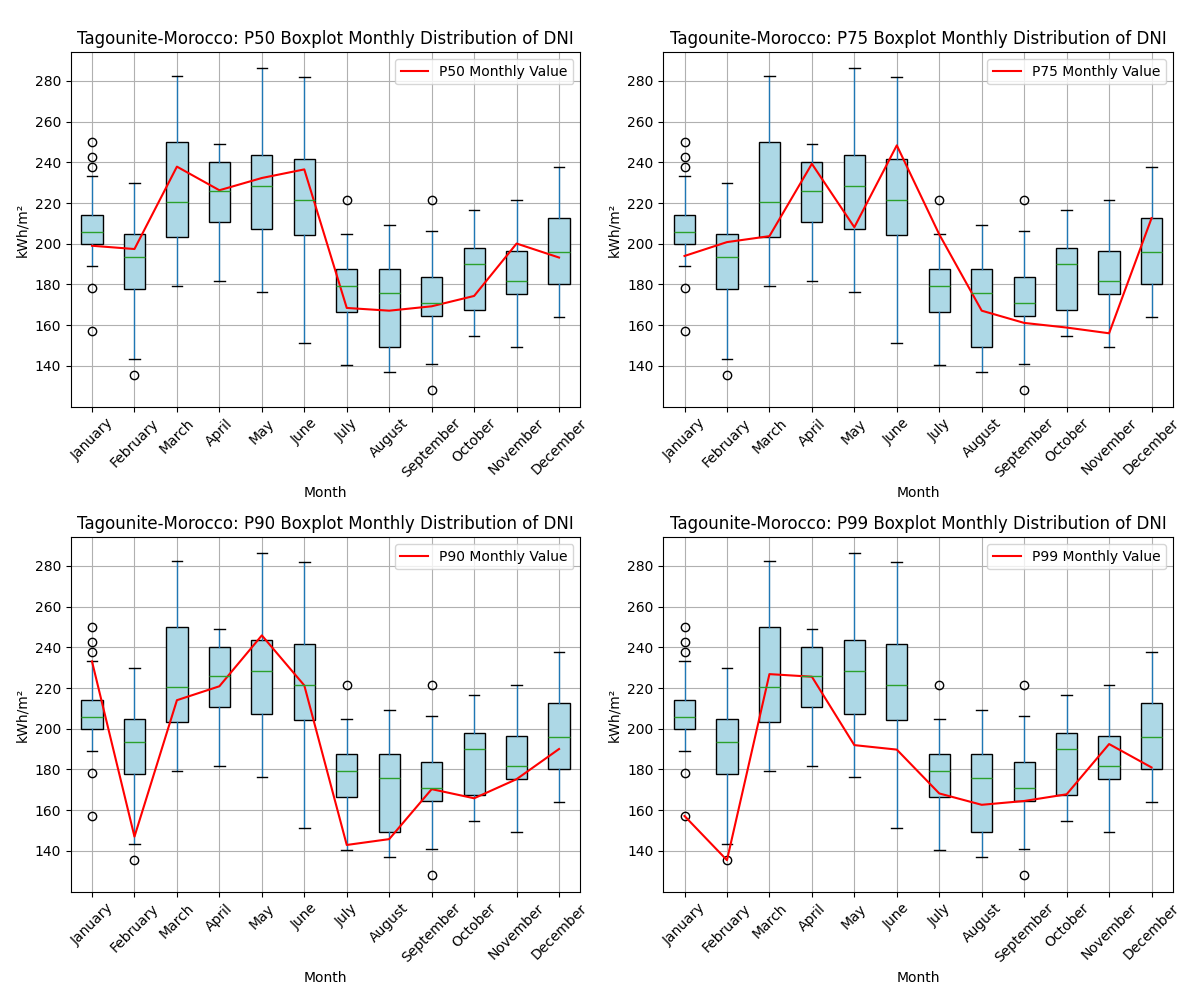 Tagounite-Morocco: P50 Boxplot Monthly Distribution of DNI
P50 Monthly Value
kWh/m²
280
260
240
220
200
180
160
140
January
February
March
April
May
June
July
August
September
October
November
December
Month
Tagounite-Morocco: P75 Boxplot Monthly Distribution of DNI
P75 Monthly Value
kWh/m²
280
260
240
220
200
180
160
140
January
February
March
April
May
June
July
August
September
October
November
December
Month
Tagounite-Morocco: P90 Boxplot Monthly Distribution of DNI
P90 Monthly Value
kWh/m²
280
260
240
220
200
180
160
140
January
February
March
April
May
June
July
August
September
October
November
December
Month
Tagounite-Morocco: P99 Boxplot Monthly Distribution of DNI
P99 Monthly Value
kWh/m²
280
260
240
220
200
180
160
140
January
February
March
April
May
June
July
August
September
October
November
December
Month